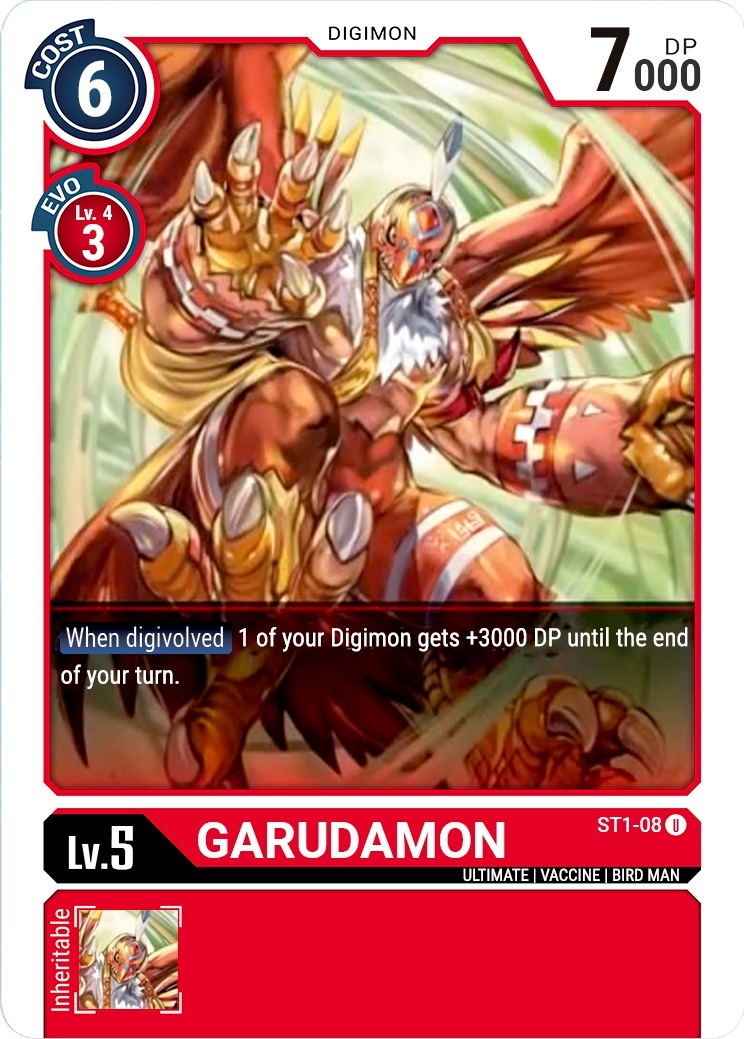 DIGIMON
COST
6
7000
DP
EVO
Lv. 4
3
When digivolved 1 of your Digimon gets +3000 DP until the end
of your turn.
ST1-08 U
Lv.5 GARUDAMON
ULTIMATE | VACCINE | BIRD MAN
Inheritable